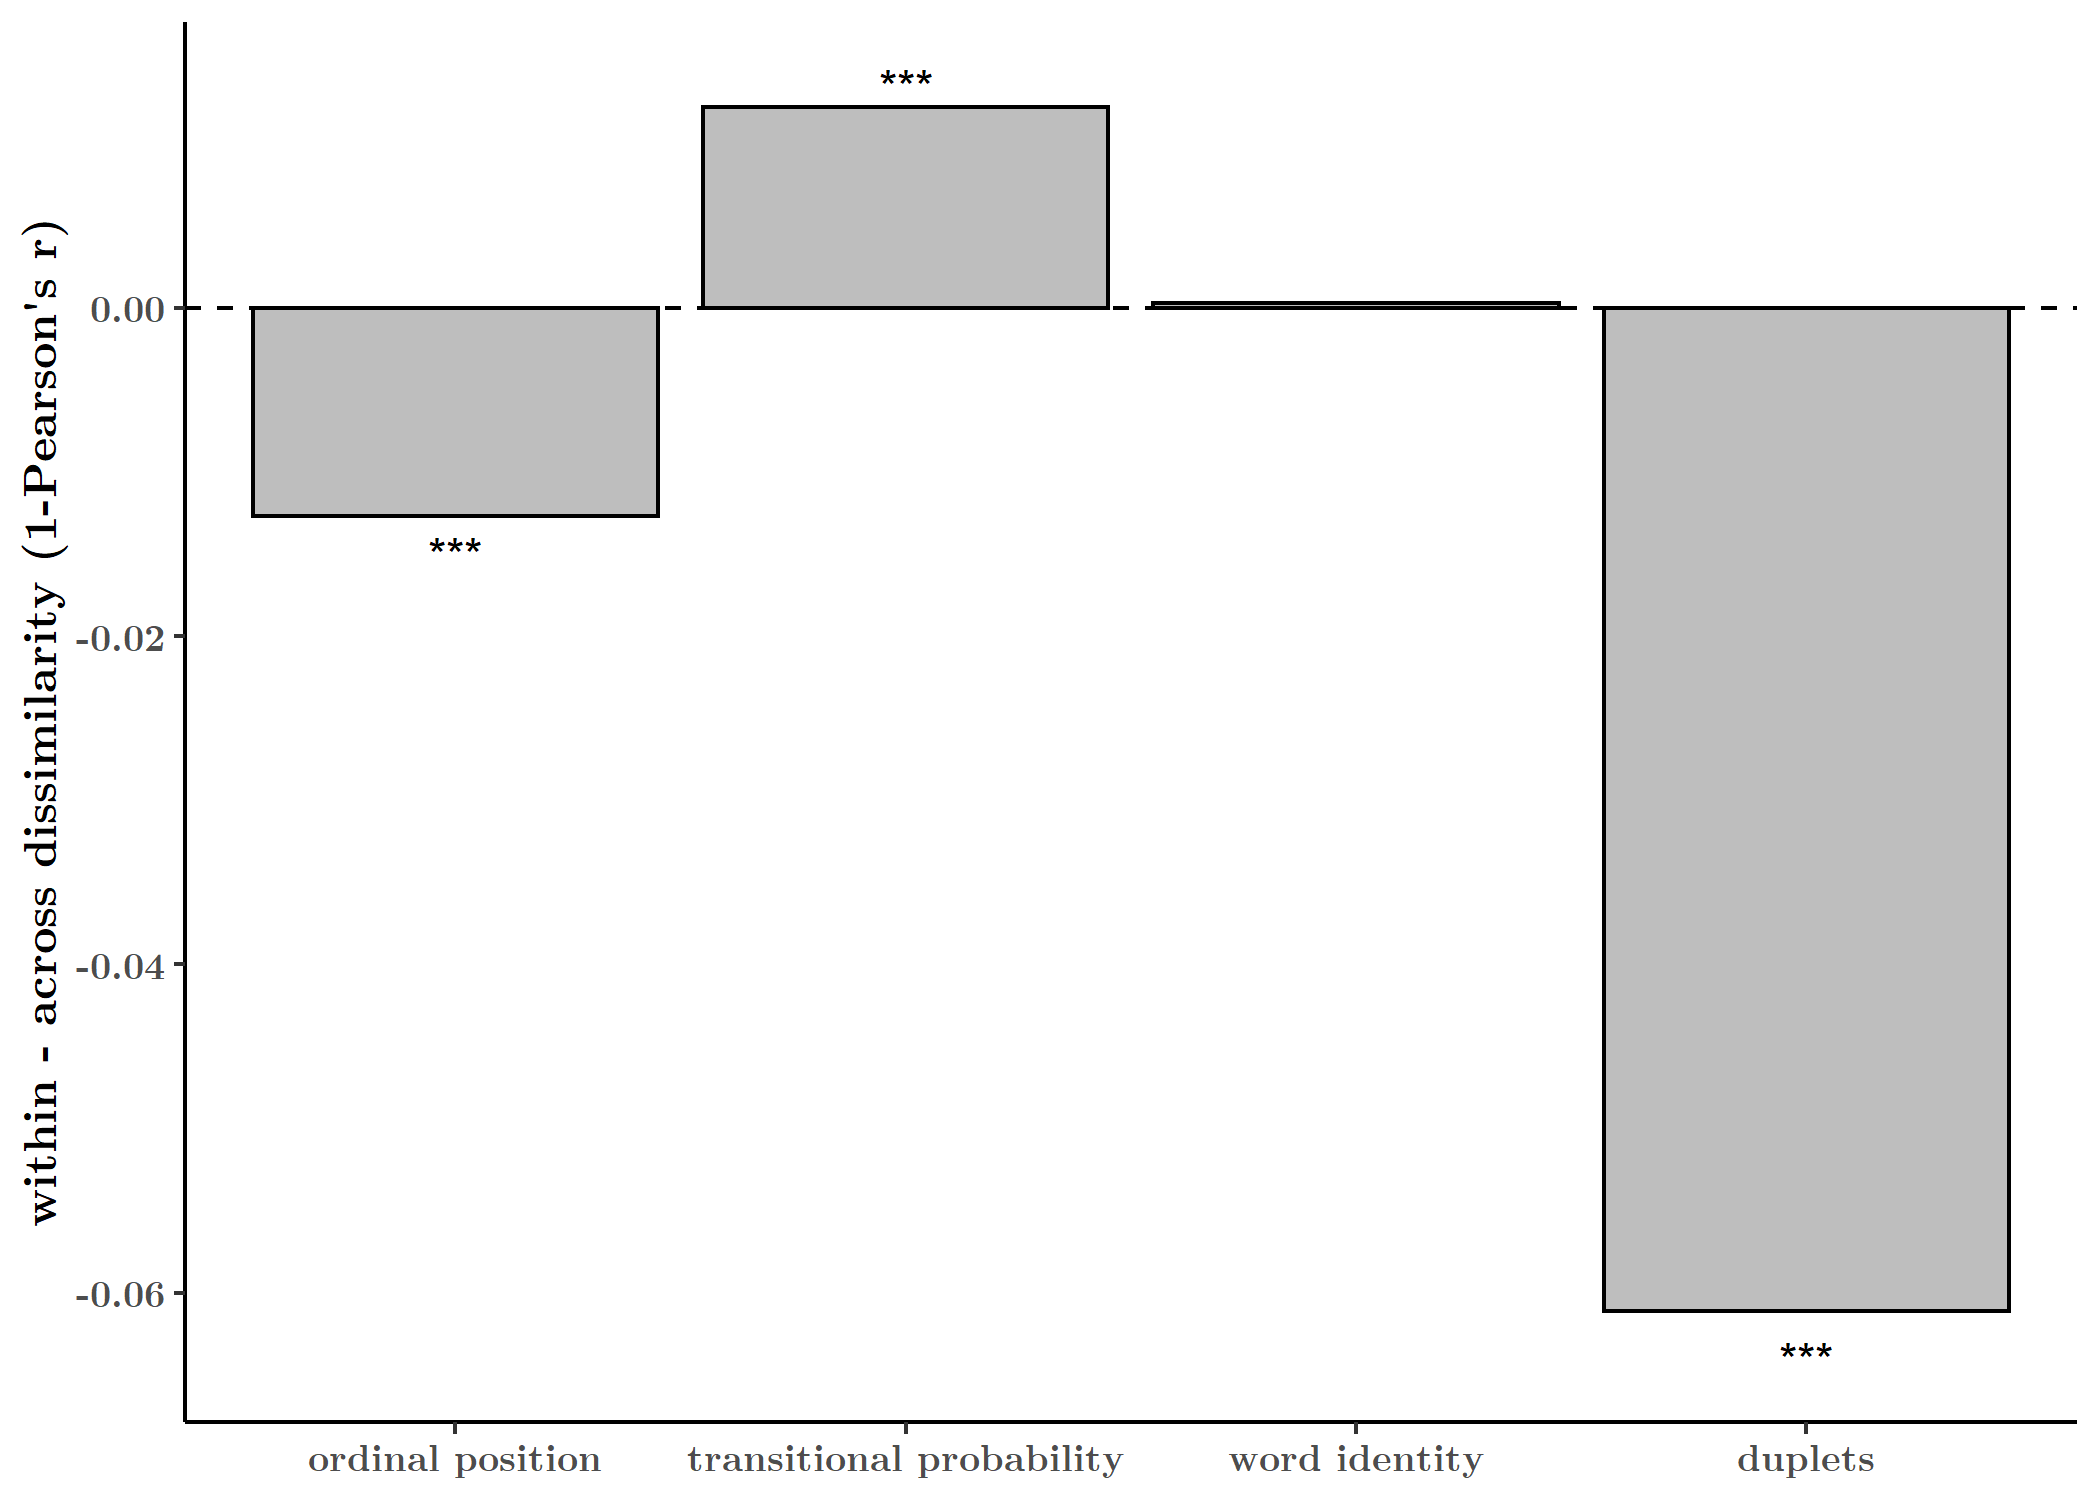 within - across dissimilarity (1-Pearson's r)
0.00
-0.02
-0.04
-0.06
***
***
***
ordinal position
transitional probability
word identity
duplets